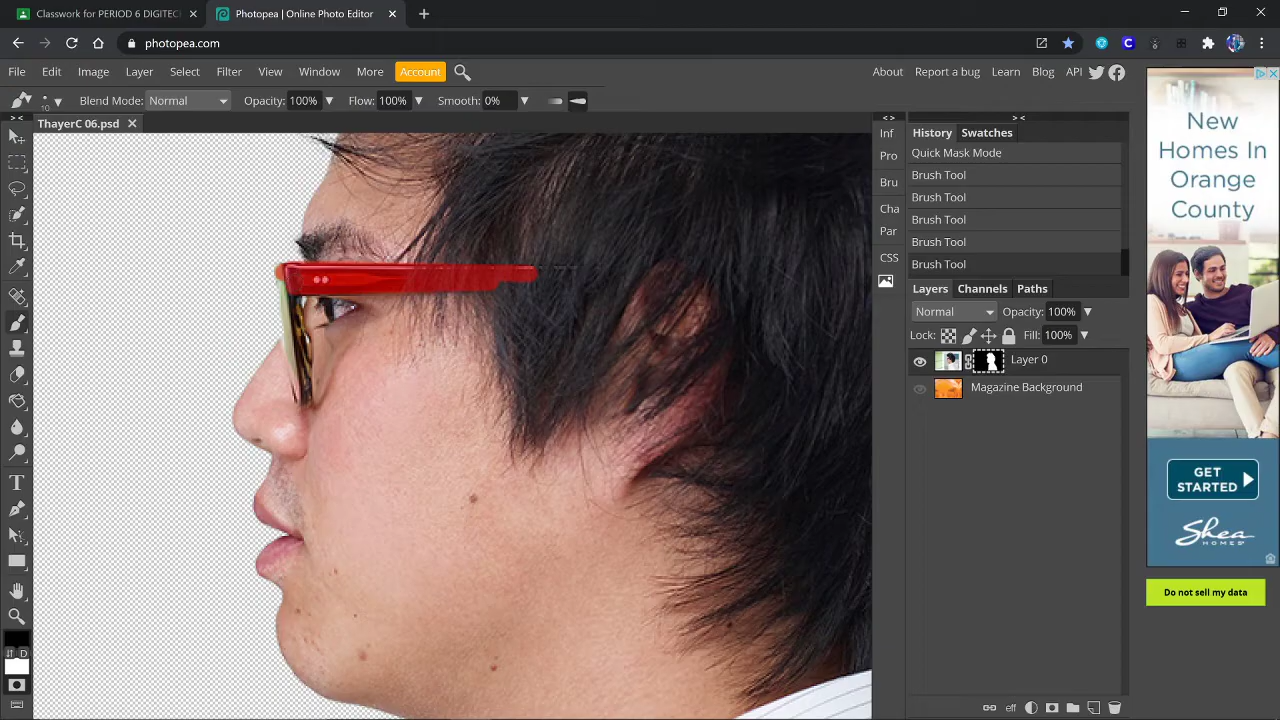 Classwork for PERIOD 6 DIGITECH
Photopea | Online Photo Editor
photopea.com
File Edit Image Layer Select Filter View Window More Account
About Report a bug Learn Blog API
10 Blend Mode: Normal Opacity: 100% Flow: 100% Smooth: 0%
ThayerC 06.psd
Inf
Pro
Bru
Cha
Par
CSS
History Swatches
Quick Mask Mode
Brush Tool
Brush Tool
Brush Tool
Brush Tool
Brush Tool
Layers Channels Paths
Normal Opacity: 100%
Lock: Fill: 100%
Layer 0
Magazine Background
eff
T
D
New
Homes In
Orange
County
GET
STARTED
Shea
HOMES
Do not sell my data